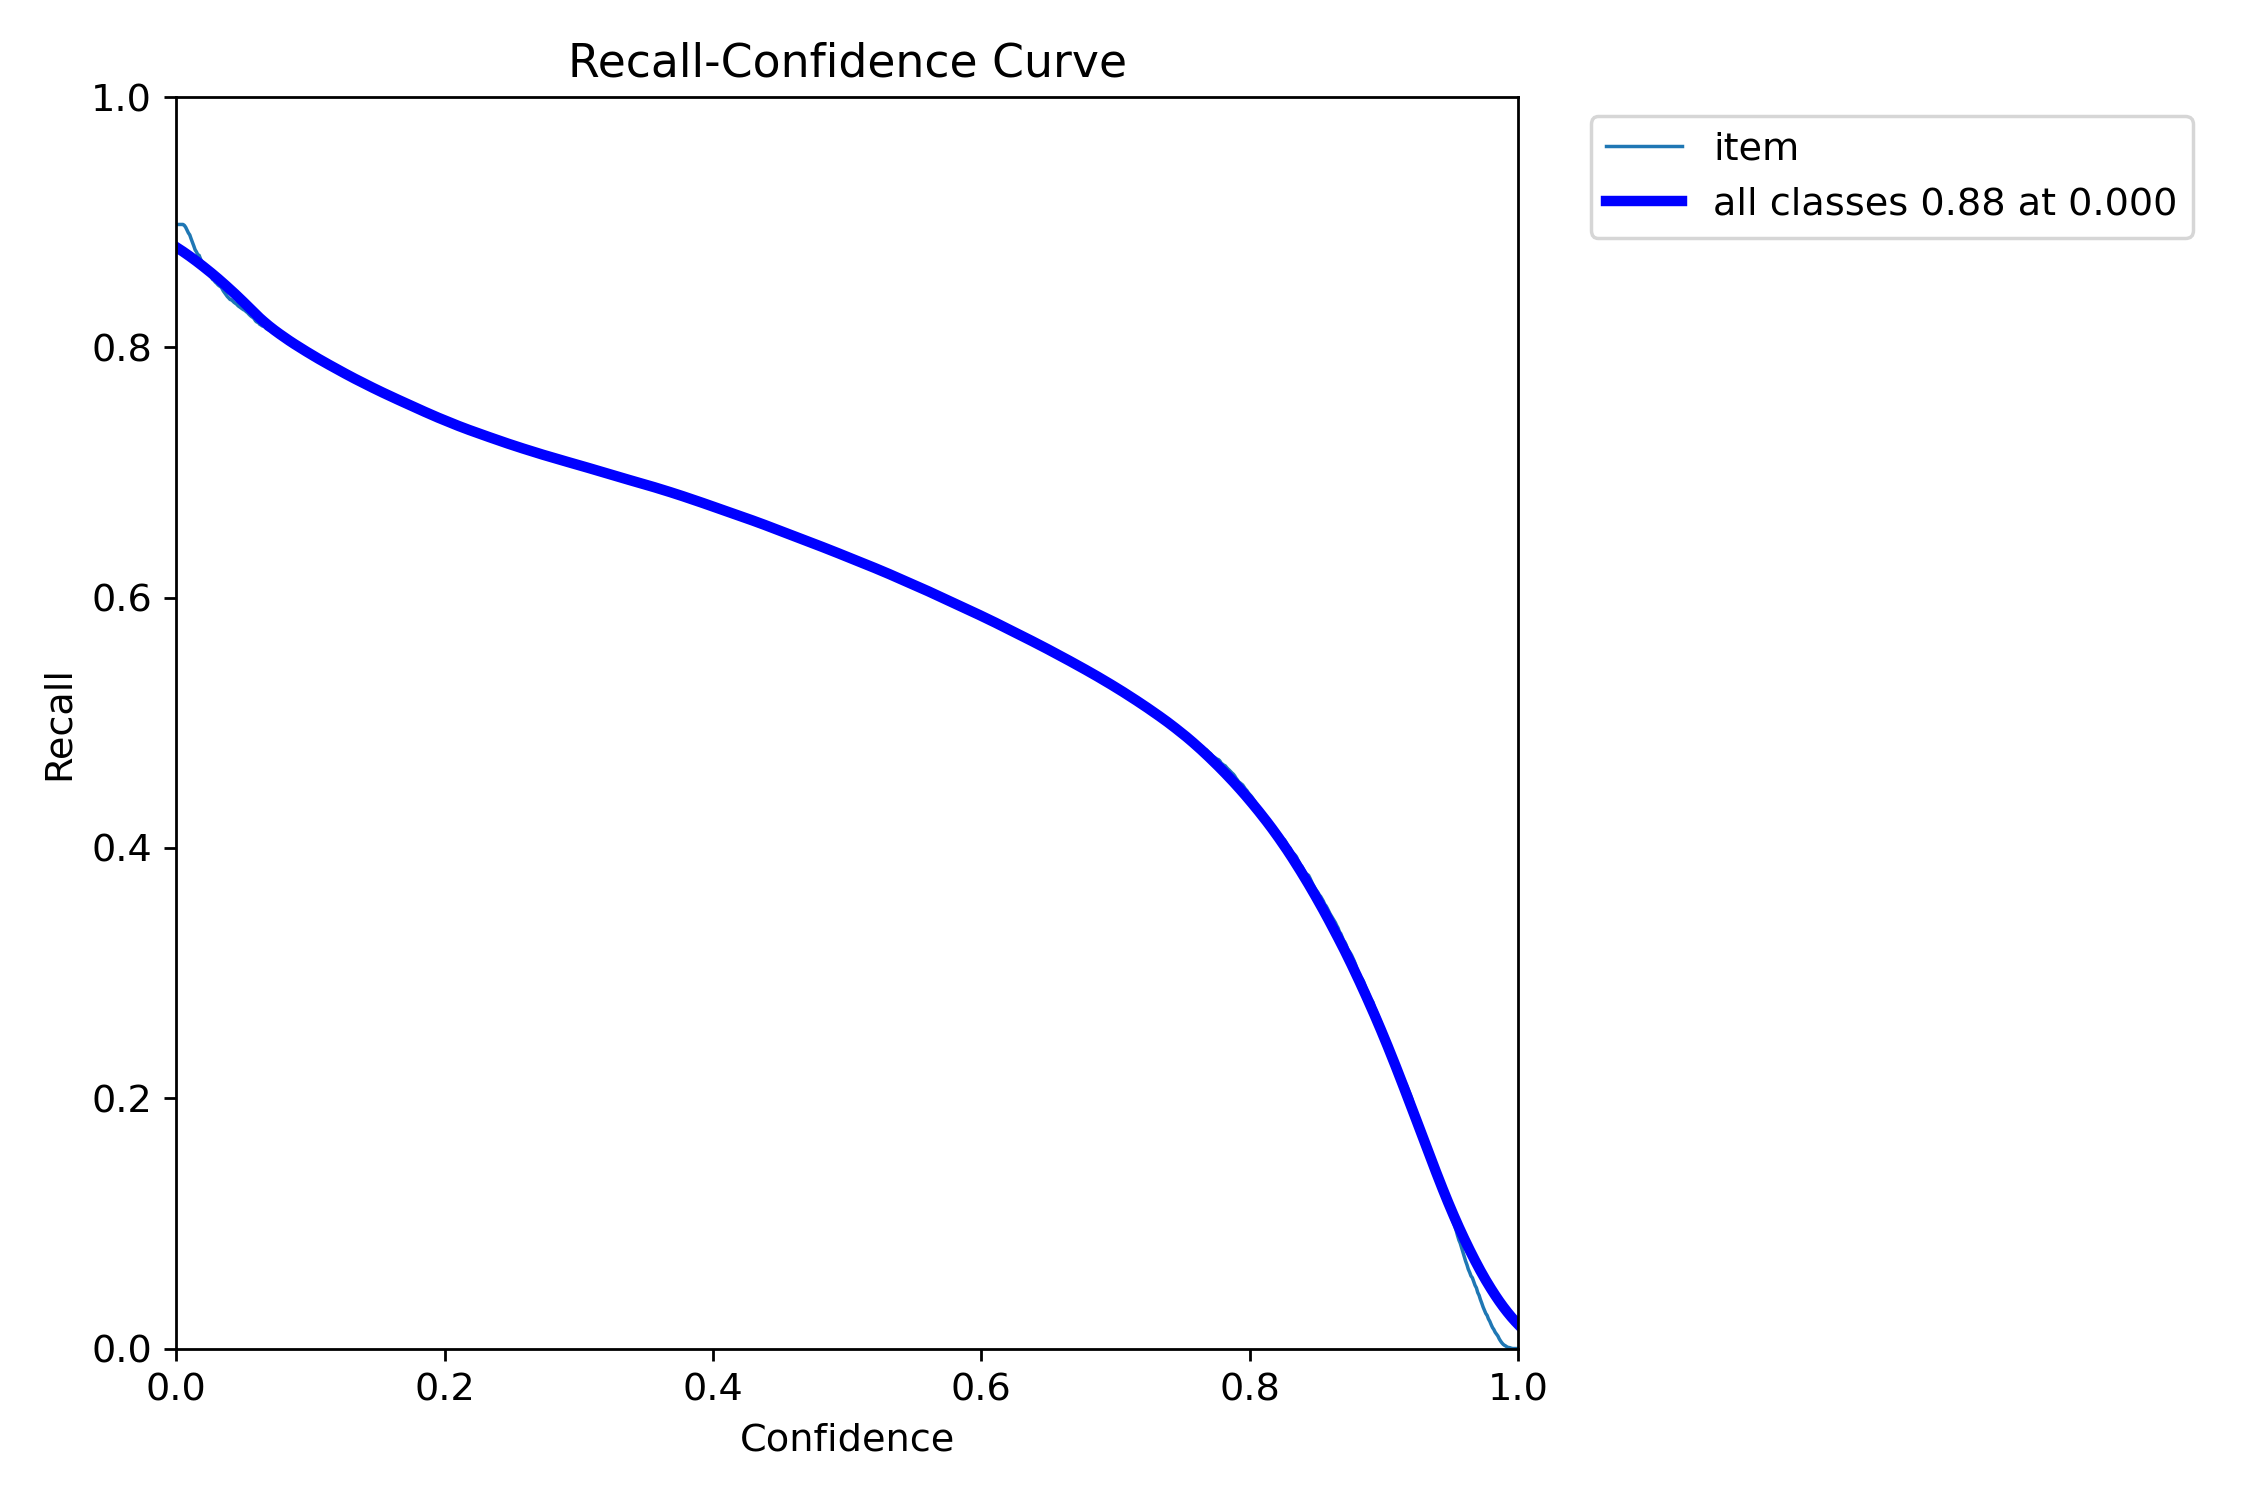 Recall-Confidence Curve
1.0
0.8
0.6
0.4
0.2
0.0
Recall
0.0 0.2 0.4 0.6 0.8 1.0
Confidence
item
all classes 0.88 at 0.000